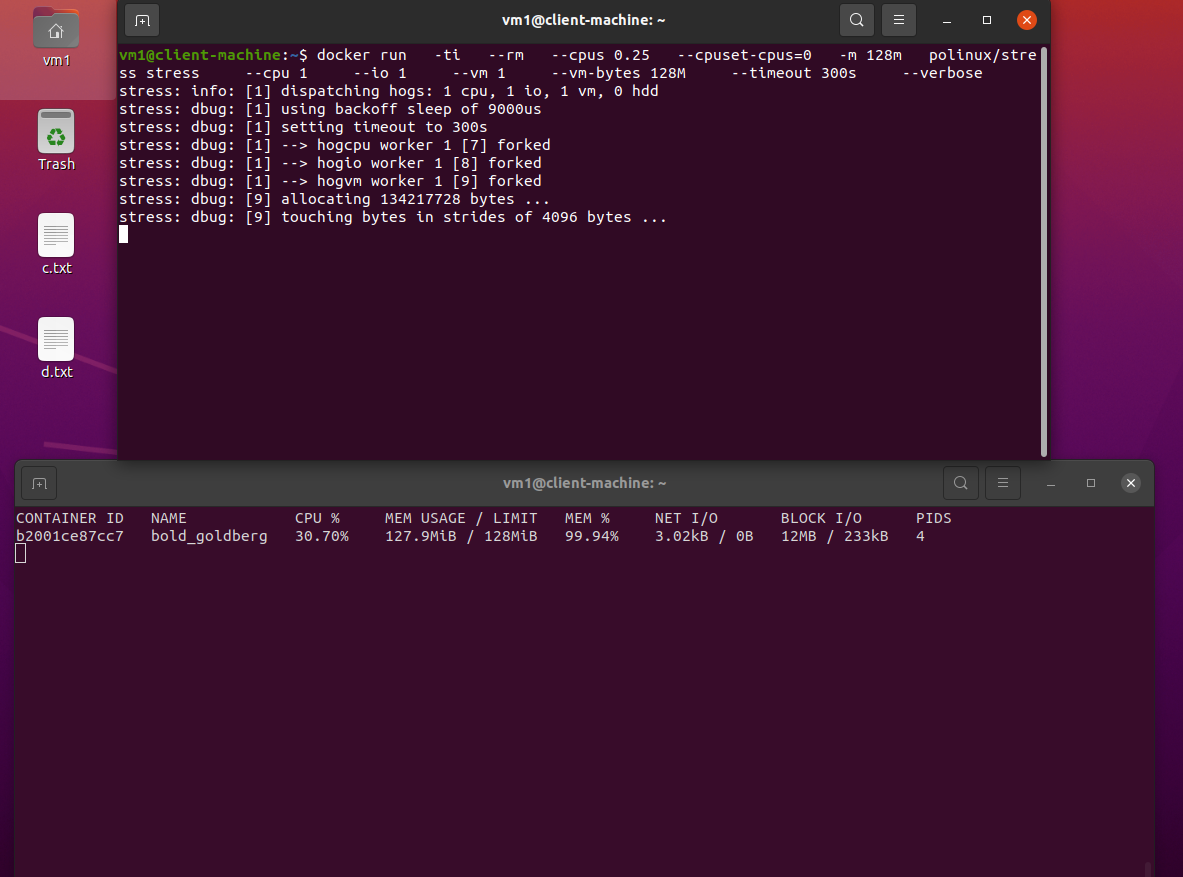 vm1
Trash
c.txt
d.txt
vm1@client-machine: ~
vm1@client-machine:~$ docker run   -ti   --rm   --cpus 0.25   --cpuset-cpus=0   -m 128m   polinux/stre
ss stress     --cpu 1     --io 1     --vm 1     --vm-bytes 128M     --timeout 300s     --verbose
stress: info: [1] dispatching hogs: 1 cpu, 1 io, 1 vm, 0 hdd
stress: dbug: [1] using backoff sleep of 9000us
stress: dbug: [1] setting timeout to 300s
stress: dbug: [1] --> hogcpu worker 1 [7] forked
stress: dbug: [1] --> hogio worker 1 [8] forked
stress: dbug: [1] --> hogvm worker 1 [9] forked
stress: dbug: [9] allocating 134217728 bytes ...
stress: dbug: [9] touching bytes in strides of 4096 bytes ...
vm1@client-machine: ~
CONTAINER ID   NAME            CPU %     MEM USAGE / LIMIT   MEM %     NET I/O       BLOCK I/O      PIDS
b2001ce87cc7   bold_goldberg   30.70%    127.9MiB / 128MiB   99.94%    3.02kB / 0B   12MB / 233kB   4